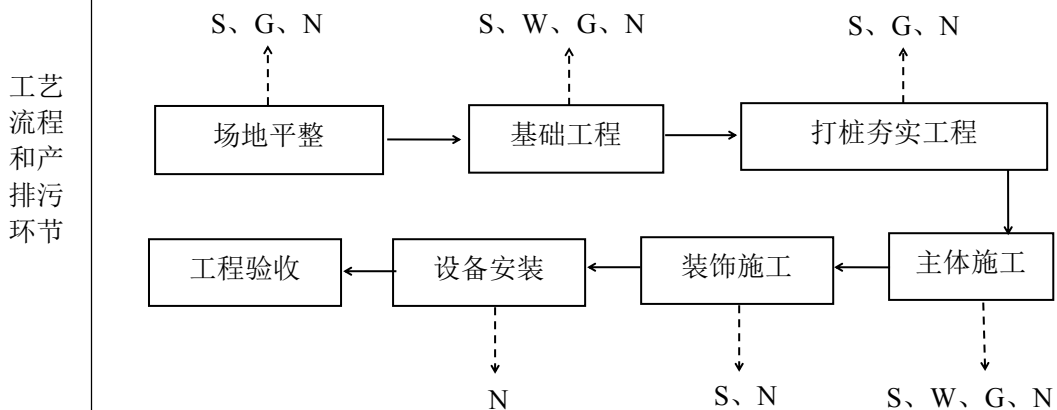 工艺
流程
和产
排污
环节
S、G、N
S、W、G、N
S、G、N
场地平整
基础工程
打桩夯实工程
工程验收
设备安装
装饰施工
主体施工
N
S、N
S、W、G、N